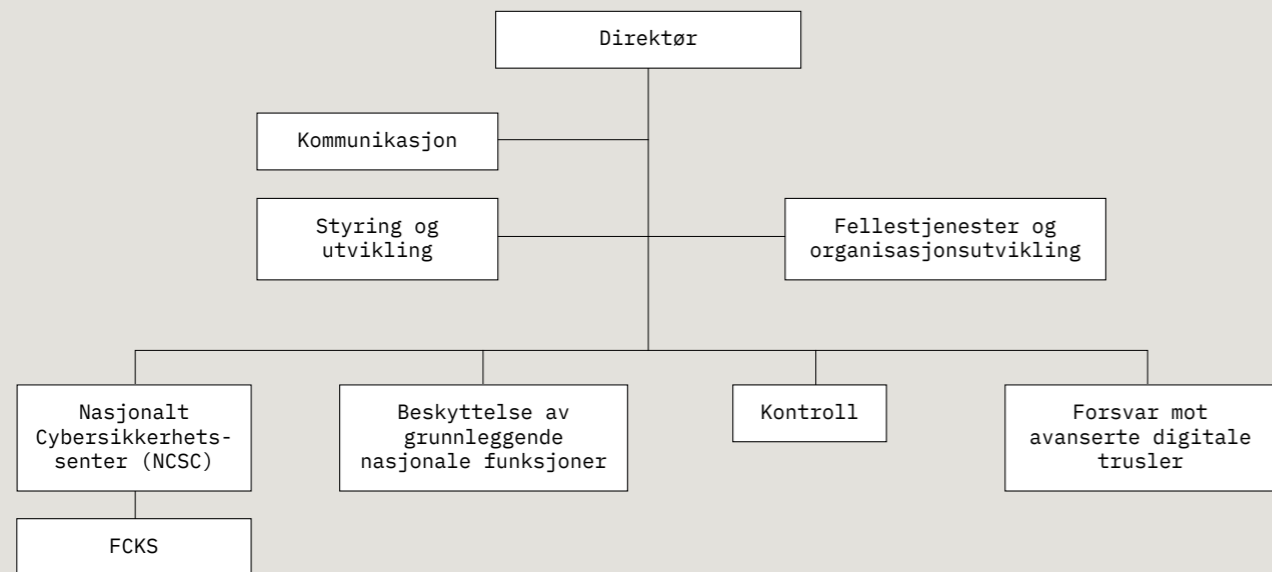 Direktør
Kommunikasjon
Styring og
utvikling
Fellestjenester og
organisasjonsutvikling
Nasjonalt
Cybersikkerhets-
senter (NCSC)
Beskyttelse av
grunnleggende
nasjonale funksjoner
Kontroll
Forsvar mot
avanserte digitale
trusler
FCKS